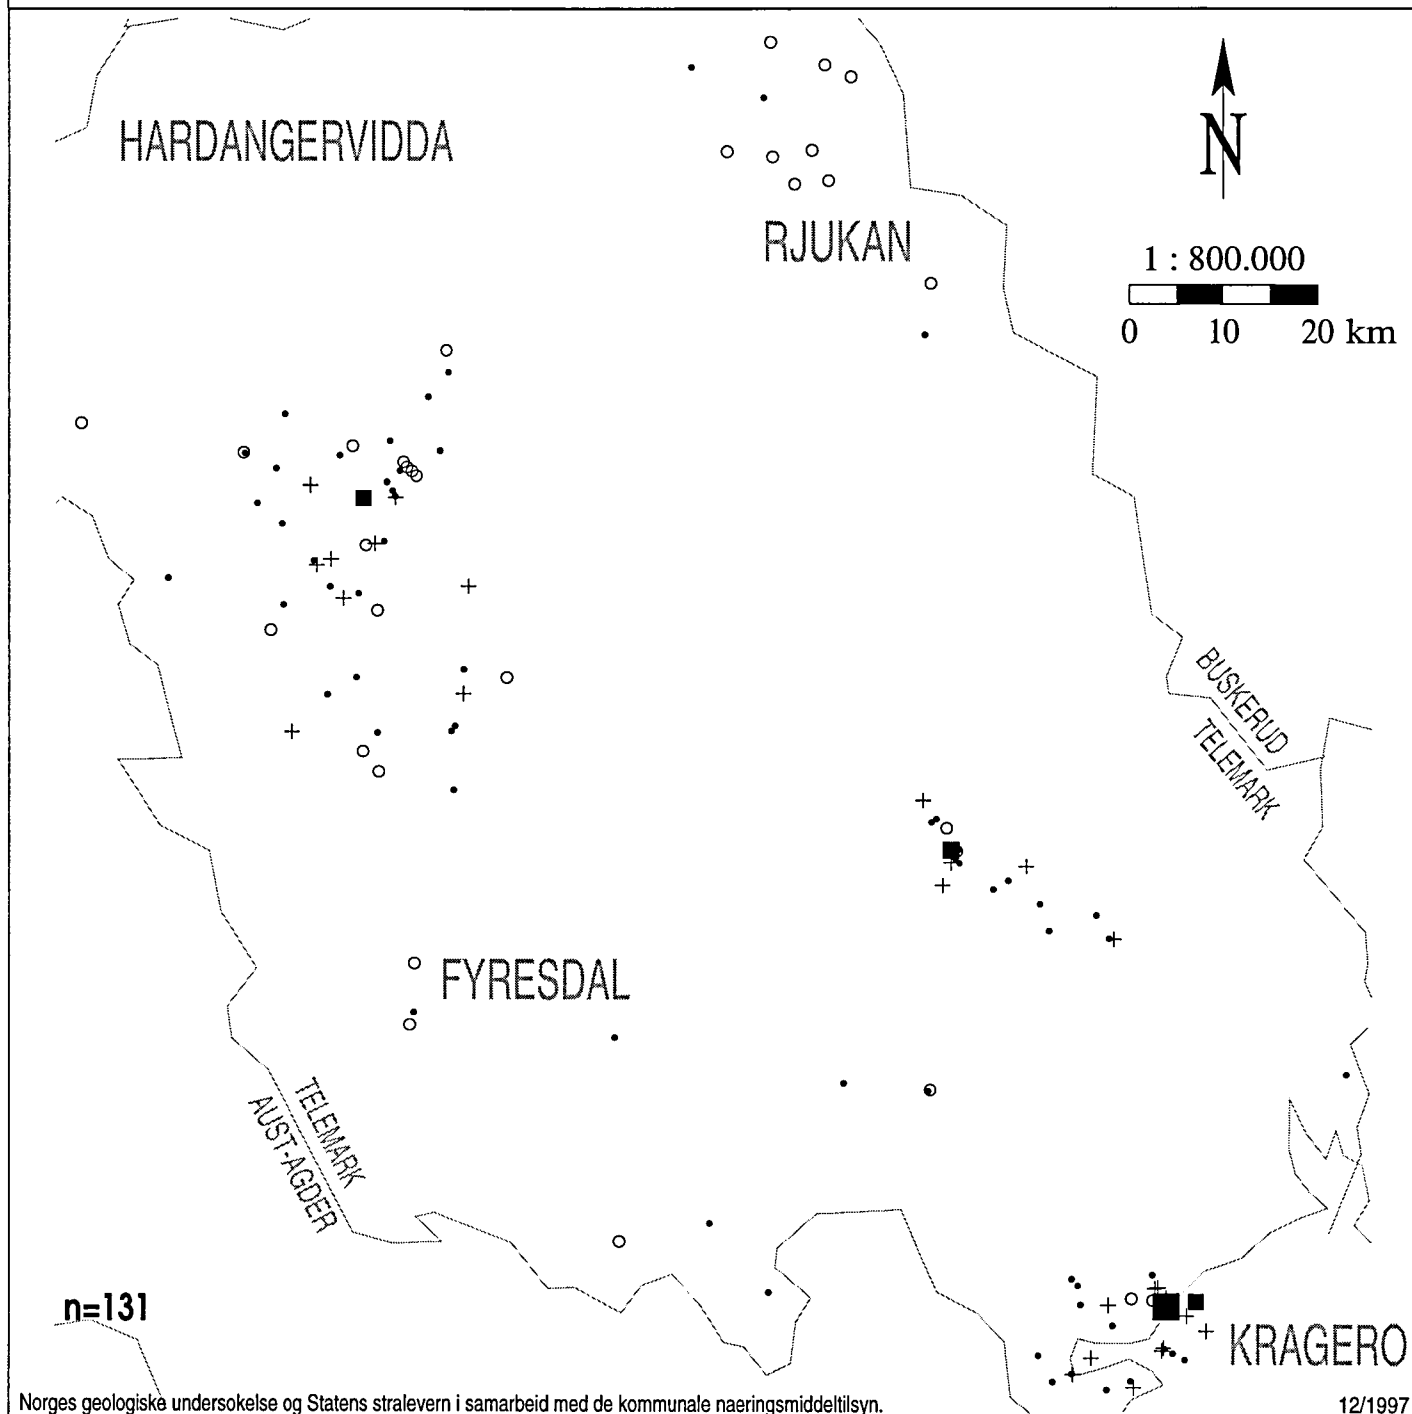 HARDANGERVIDDA
N
RJUKAN
1 : 800.000
0 10 20 km
BUSKERUD
TELEMARK
FYRESDAL
TELEMARK
AUST-AGDER
n=131
KRAGERO
Norges geologiske undersokelse og Statens stralevern i samarbeid med de kommunale naeringsmiddeltilsyn.
12/1997